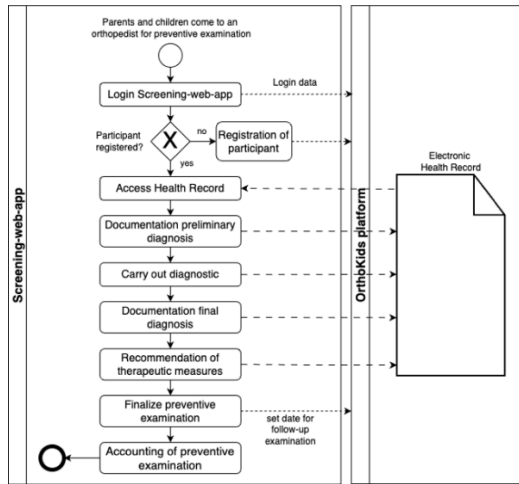 Parents and children come to an
orthopedist for preventive examination
Login Screening-web-app
Login data
Participant
registered?
X
no
Registration of
participant
yes
Electronic
Health Record
Access Health Record
Documentation preliminary
diagnosis
Carry out diagnostic
Documentation final
diagnosis
Recommendation of
therapeutic measures
Finalize preventive
examination
set date for
follow-up
examination
Accounting of preventive
examination
Screening-web-app
OrthoKids platform